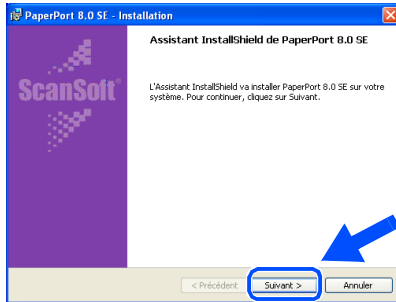 PaperPort 8.0 SE - Installation
Assistant InstallShield de PaperPort 8.0 SE
ScanSoft®
L'Assistant InstallShield va installer PaperPort 8.0 SE sur votre
système. Pour continuer, cliquez sur Suivant.
< Précédent
Suivant >
Annuler